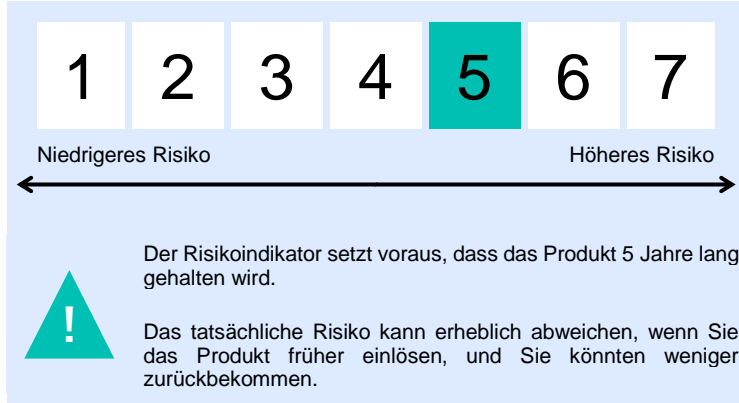 1 2 3 4 5 6 7
Niedrigeres Risiko Höheres Risiko
Der Risikoindikator setzt voraus, dass das Produkt 5 Jahre lang
gehalten wird.
!
Das tatsächliche Risiko kann erheblich abweichen, wenn Sie
das Produkt früher einlösen, und Sie könnten weniger
zurückbekommen.